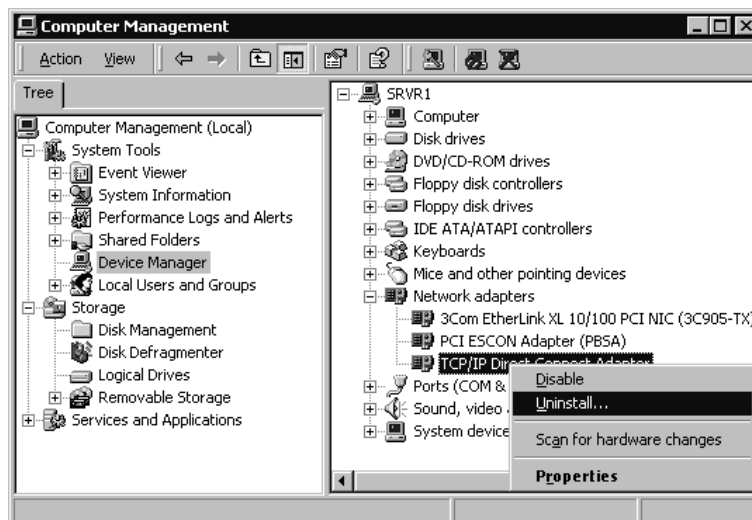 Computer Management
Action View
Tree
Computer Management (Local)
System Tools
Event Viewer
System Information
Performance Logs and Alerts
Shared Folders
Device Manager
Local Users and Groups
Storage
Disk Management
Disk Defragmenter
Logical Drives
Removable Storage
Services and Applications
SRVR1
Computer
Disk drives
DVD/CD-ROM drives
Floppy disk controllers
Floppy disk drives
IDE ATA/ATAPI controllers
Keyboards
Mice and other pointing devices
Network adapters
3Com EtherLink XL 10/100 PCI NIC (3C905-TX)
PCI ESCON Adapter (PBSA)
TCP/IP Direct Connect Adapter
Ports (COM &
Sound, video
System device
Disable
Uninstall...
Scan for hardware changes
Properties